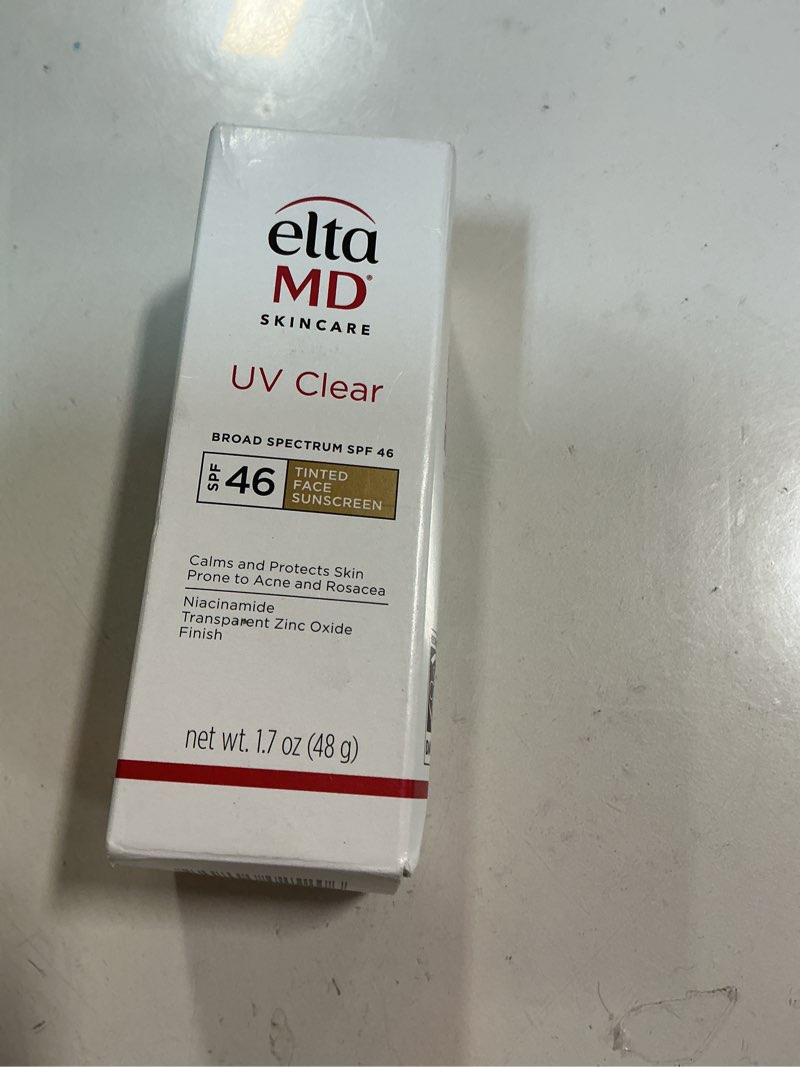 elta
MD®
SKINCARE
UV Clear
BROAD SPECTRUM SPF 46
SPF 46 TINTED
FACE
SUNSCREEN
Calms and Protects Skin
Prone to Acne and Rosacea
Niacinamide
Transparent Zinc Oxide
Finish
net wt. 1.7 oz (48 g)